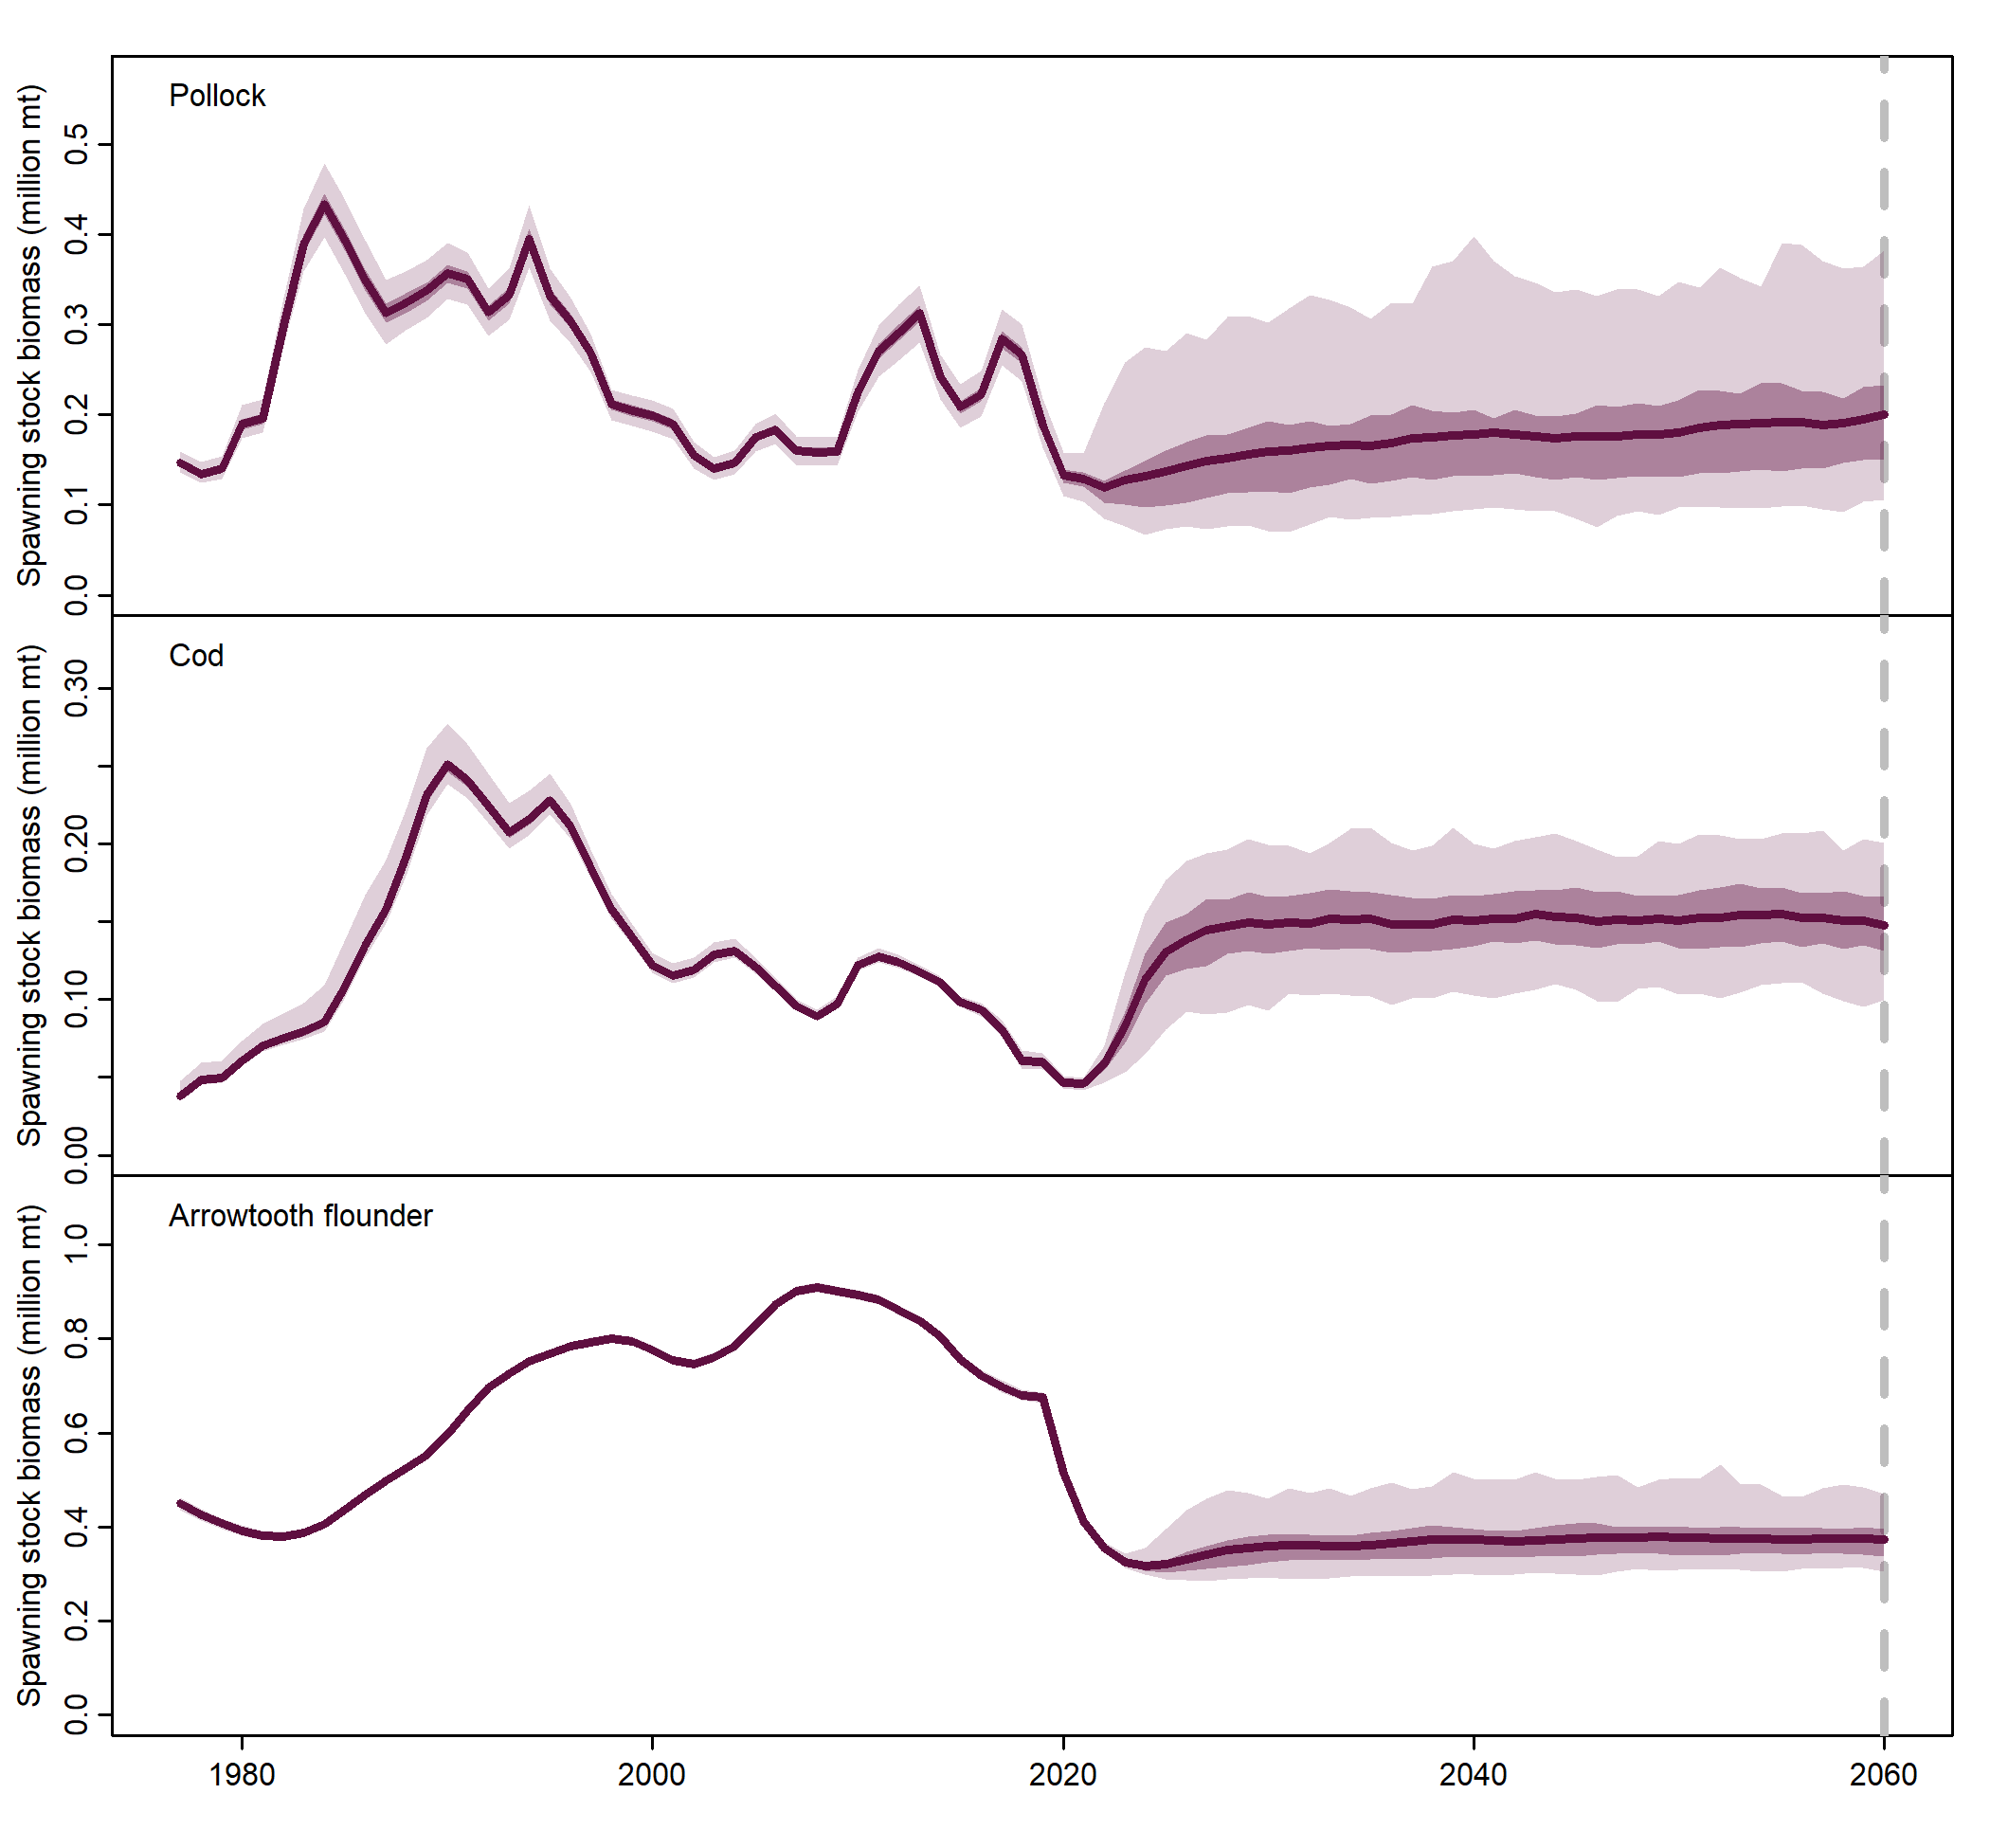 Pollock
Spawning stock biomass (million mt)
0.5
0.4
0.3
0.2
0.1
0.0
Cod
Spawning stock biomass (million mt)
0.30
0.20
0.10
0.00
Arrowtooth flounder
Spawning stock biomass (million mt)
1.0
0.8
0.6
0.4
0.2
0.0
1980 2000 2020 2040 2060